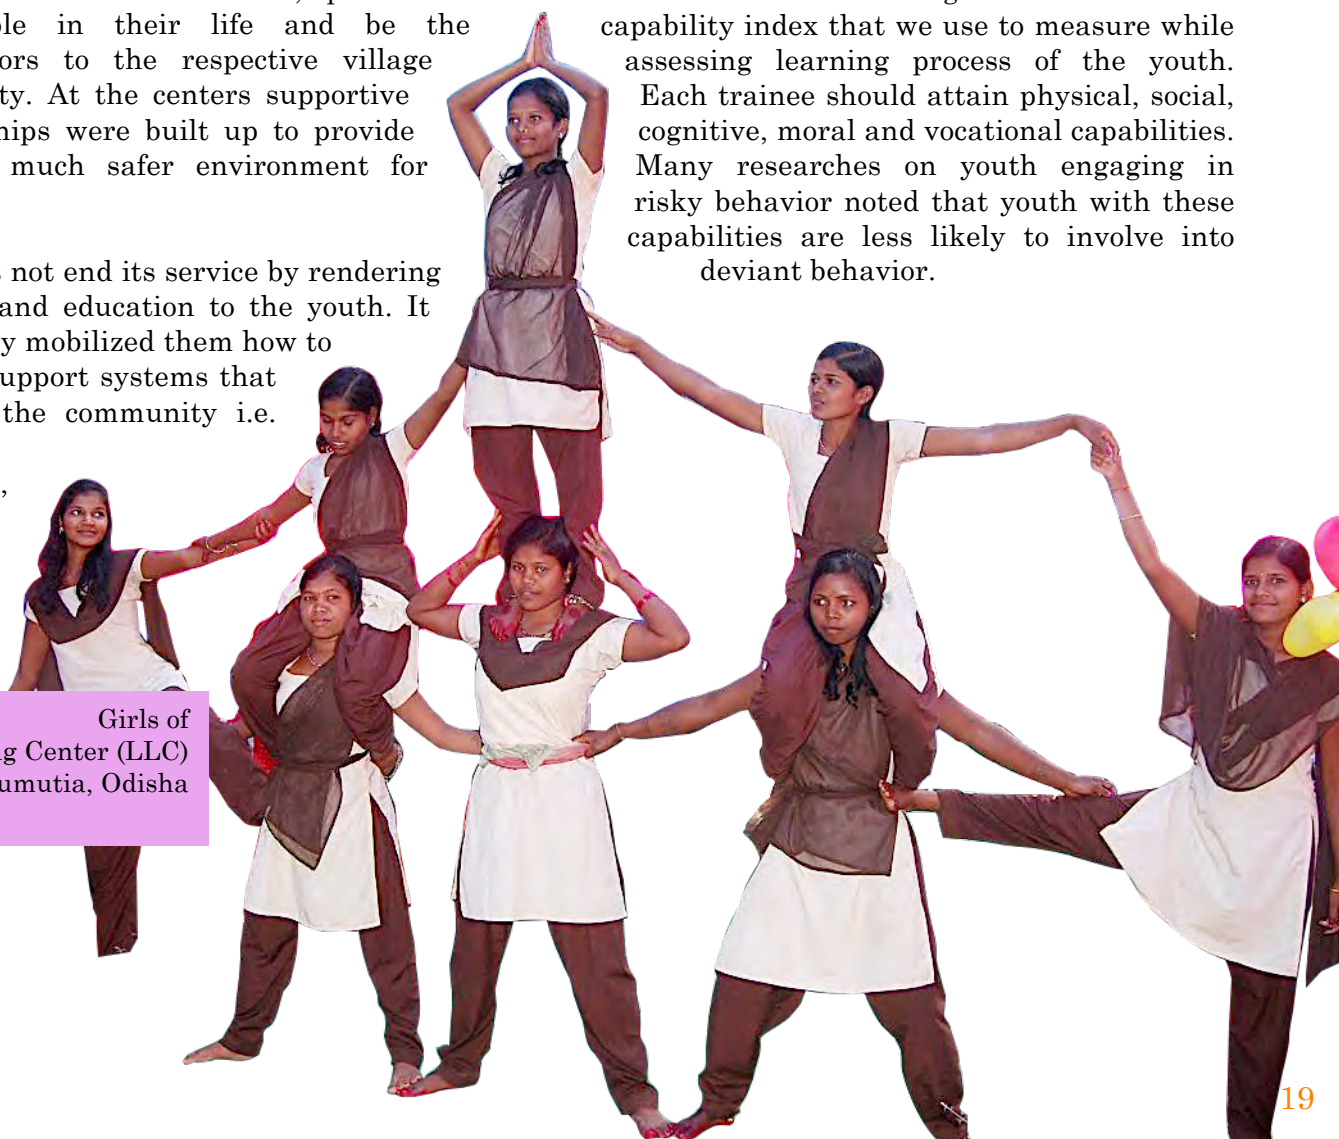 in their life and be the
to the respective village
At the centers supportive
were built up to provide
much safer environment for
not end its service by rendering
and education to the youth. It
mobilized them how to
support systems that
the community i.e.
,
capability index that we use to measure while
assessing learning process of the youth.
Each trainee should attain physical, social,
cognitive, moral and vocational capabilities.
Many researches on youth engaging in
risky behavior noted that youth with these
capabilities are less likely to involve into
deviant behavior.
Girls of
Center (LLC)
Odisha
19